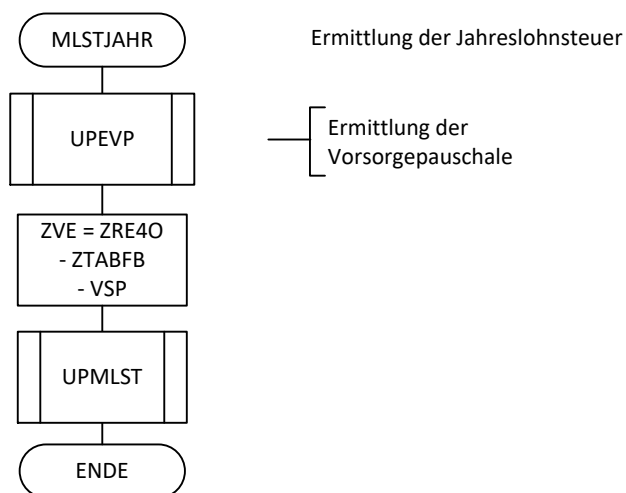 MLSTJAHR
Ermittlung der Jahreslohnsteuer
UPEVP
Ermittlung der
Vorsorgepauschale
ZVE = ZRE4O
- ZTABFB
- VSP
UPMLST
ENDE